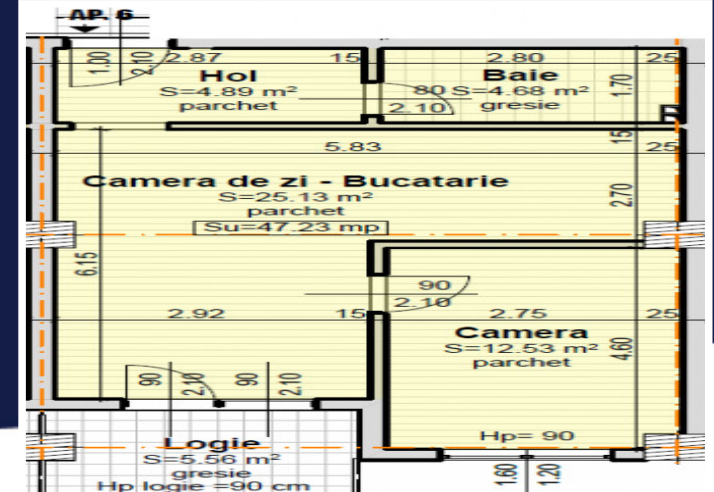 AP. 6
1.00
2.10
2.87
15
Hol
S=4.89 m²
parchet
80
2.10
2.80
25
Baie
S=4.68 m²
gresie
1.70
15
5.83
25
Camera de zi - Bucatarie
S=25.13 m²
parchet
Su=47.23 mp
2.70
6.15
2.92
15
90
2.10
2.75
25
Camera
S=12.53 m²
parchet
4.60
90
2.10
90
2.10
Hp= 90
Logie
S=5.56 m²
gresie
Hp logie =90 cm
1.60
1.20